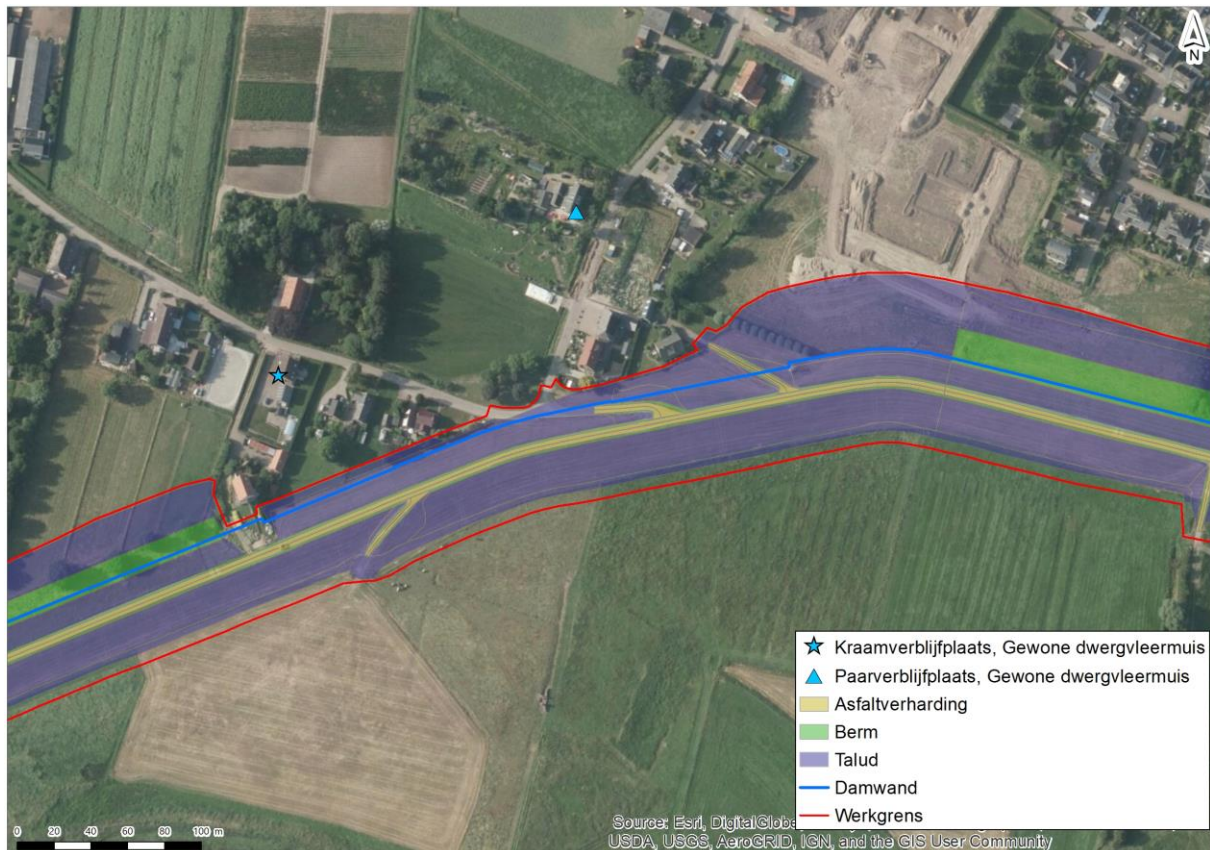 N
Kraamverblijfplaats, Gewone dwergvleermuis
Paarverblijfplaats, Gewone dwergvleermuis
Asfaltverharding
Berm
Talud
Damwand
Werkgrens
0 20 40 60 80 100 m
Source: Esri, DigitalGlobe
USDA, USGS, AeroGRID, IGN, and the GIS User Community